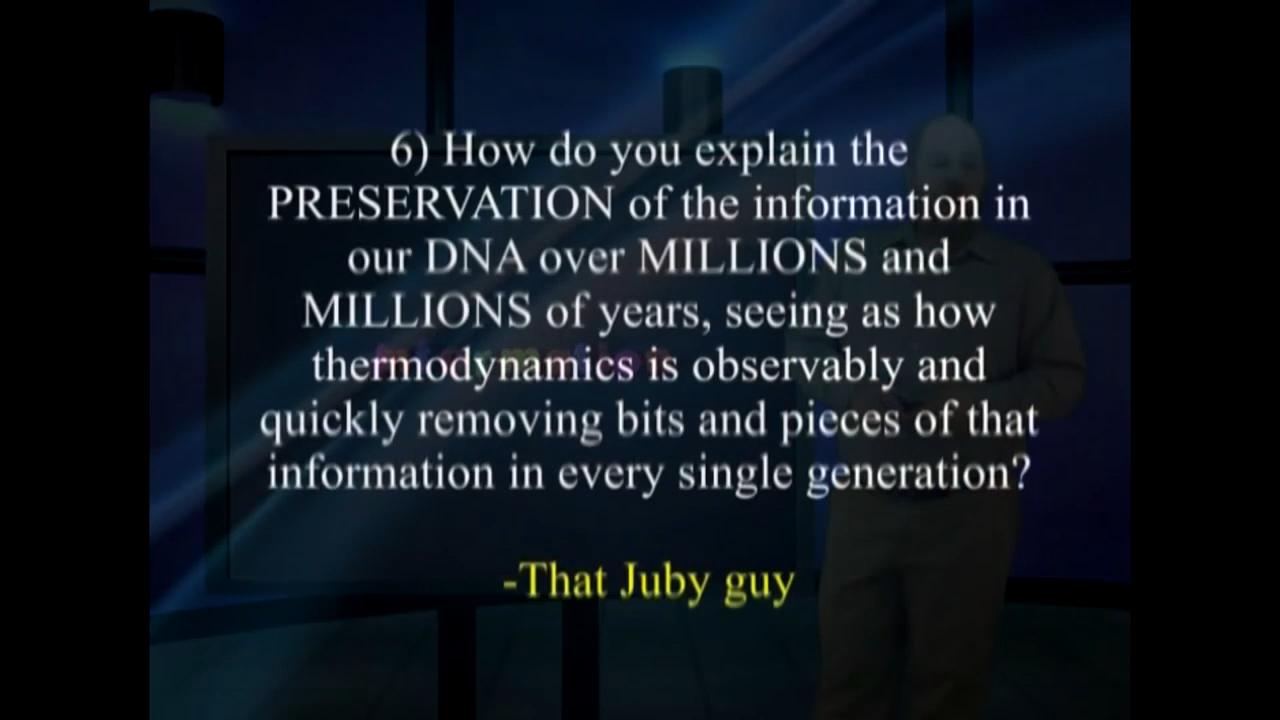 6) How do you explain the
PRESERVATION of the information in
our DNA over MILLIONS and
MILLIONS of years, seeing as how
thermodynamics is observably and
quickly removing bits and pieces of that
information in every single generation?
-That Juby guy